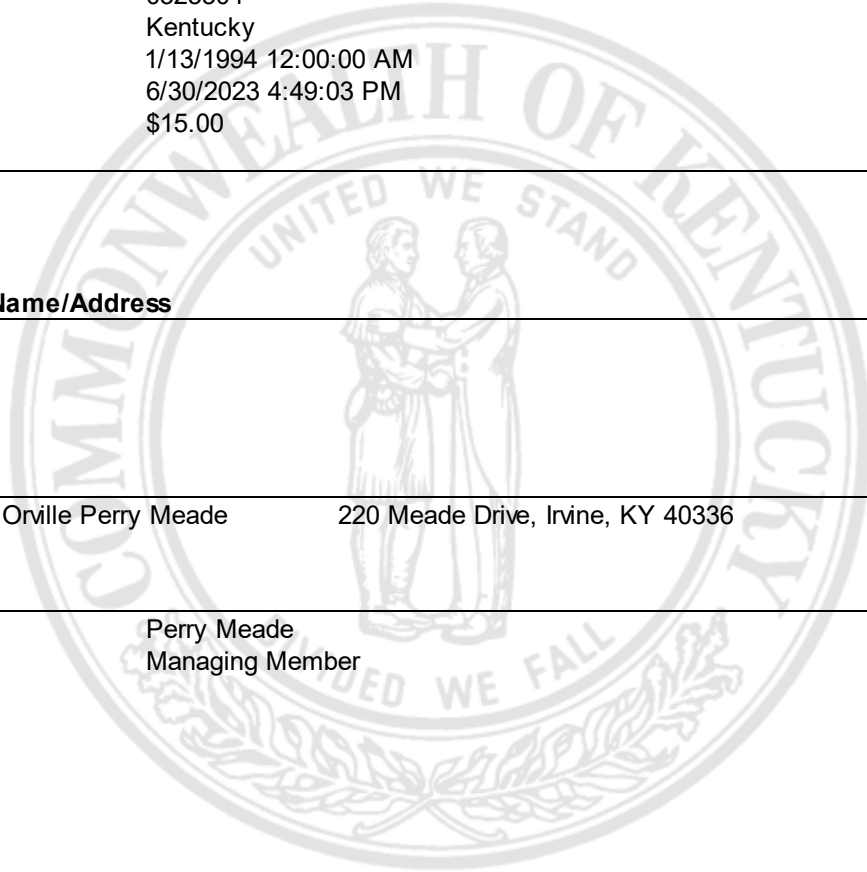 Kentucky
1/13/1994 12:00:00 AM
6/30/2023 4:49:03 PM
$15.00
COMMONWEALTH OF KENTUCKY
UNITED WE STAND
Name/Address
Orville Perry Meade 220 Meade Drive, Irvine, KY 40336
Perry Meade
Managing Member
DIVIDED WE FALL